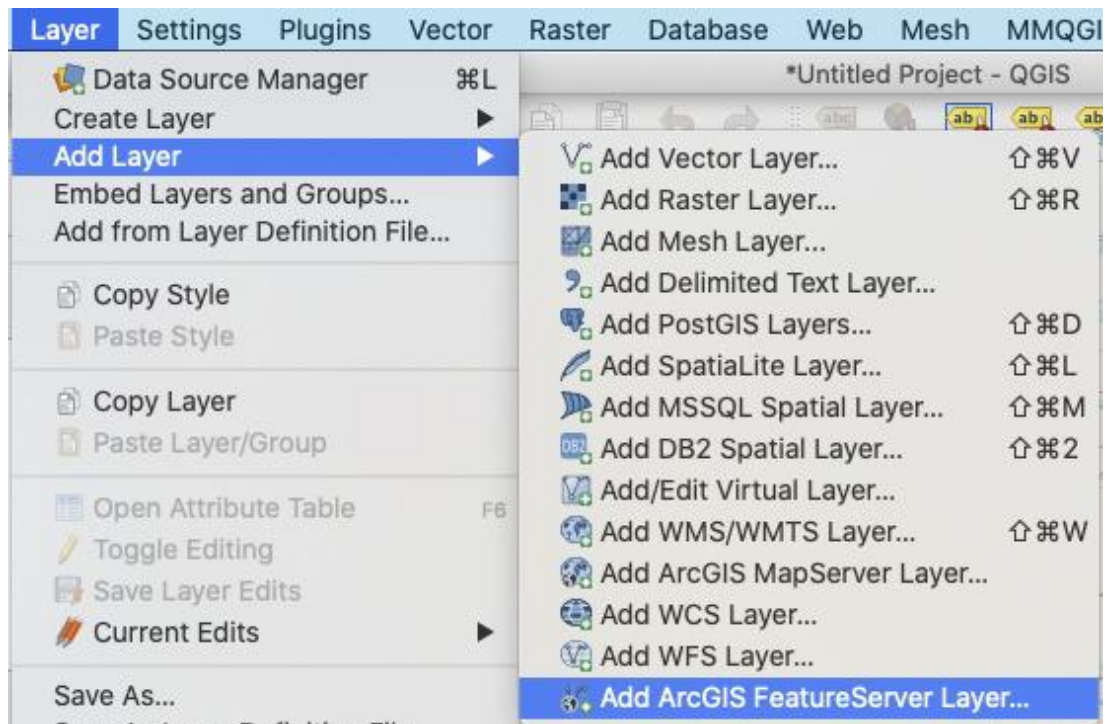 Layer Settings Plugins Vector Raster Database Web Mesh MMQGI
*Untitled Project - QGIS
Data Source Manager ⌘L
Create Layer ▶
Add Layer ▶
Embed Layers and Groups...
Add from Layer Definition File...
Copy Style
Paste Style
Copy Layer
Paste Layer/Group
Open Attribute Table F6
Toggle Editing
Save Layer Edits
Current Edits ▶
Save As...
abc ab ab ab
Add Vector Layer... ⇧⌘V
Add Raster Layer... ⇧⌘R
Add Mesh Layer...
Add Delimited Text Layer...
Add PostGIS Layers... ⇧⌘D
Add SpatiaLite Layer... ⇧⌘L
Add MSSQL Spatial Layer... ⇧⌘M
DB2 Add DB2 Spatial Layer... ⇧⌘2
Add/Edit Virtual Layer...
Add WMS/WMTS Layer... ⇧⌘W
Add ArcGIS MapServer Layer...
Add WCS Layer...
Add WFS Layer...
Add ArcGIS FeatureServer Layer...